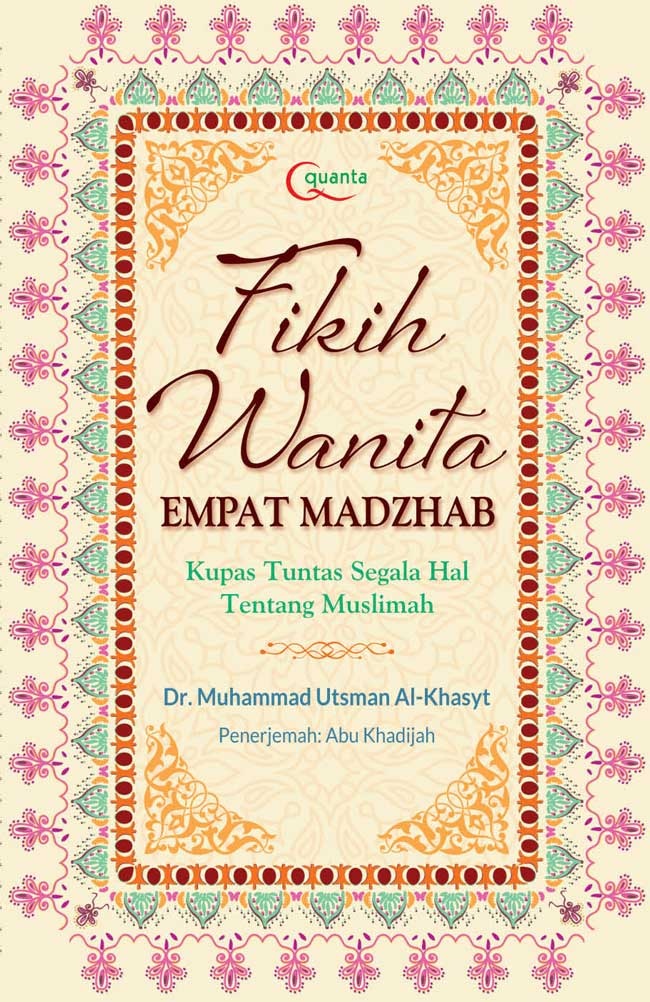 quanta
Fikih
Wanita
EMPAT MADZHAB
Kupas Tuntas Segala Hal
Tentang Muslimah
Dr. Muhammad Utsman Al-Khasyt
Penerjemah: Abu Khadijah